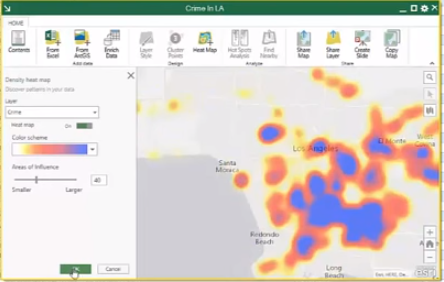 Crime In LA
HOME
Contents
From Excel
From ArcGIS
Enrich Data
Layer Style
Cluster Points
Heat Map
Hot Spots Analysis
Find Nearby
Share Map
Share Layer
Create Slide
Copy Map
Add data
Design
Analyze
Share
Density heat map
Discover patterns in your data
Layer
Crime
Heat map
On
Color scheme
Areas of Influence
40
Smaller
Larger
OK
Cancel
Los Angeles
El Monte
West Covina
Santa Monica
Redondo Beach
Long Beach
esri